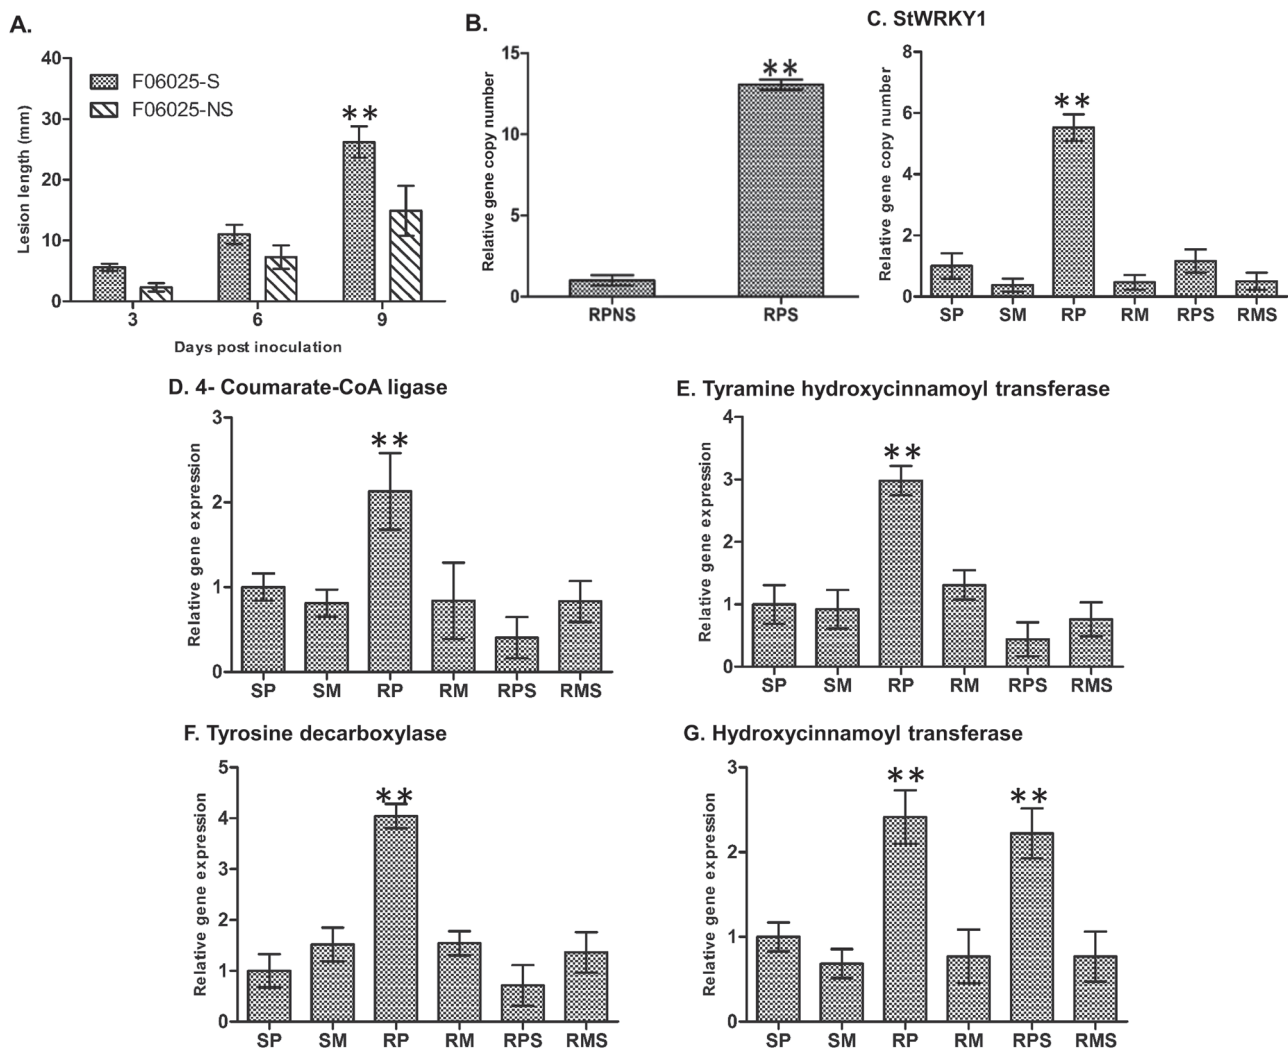 A.
Lesion length (mm)
40
30
20
10
0
F06025-S
F06025-NS
**
3 6 9
Days post inoculation
B.
Relative gene copy number
15
10
5
0
**
RPNS RPS
C. StWRKY1
Relative gene copy number
8
6
4
2
0
**
SP SM RP RM RPS RMS
D. 4- Coumarate-CoA ligase
Relative gene expression
3
2
1
0
**
SP SM RP RM RPS RMS
E. Tyramine hydroxycinnamoyl transferase
Relative gene expression
4
3
2
1
0
**
SP SM RP RM RPS RMS
F. Tyrosine decarboxylase
Relative gene expression
5
4
3
2
1
0
**
SP SM RP RM RPS RMS
G. Hydroxycinnamoyl transferase
Relative gene expression
3
2
1
0
** **
SP SM RP RM RPS RMS